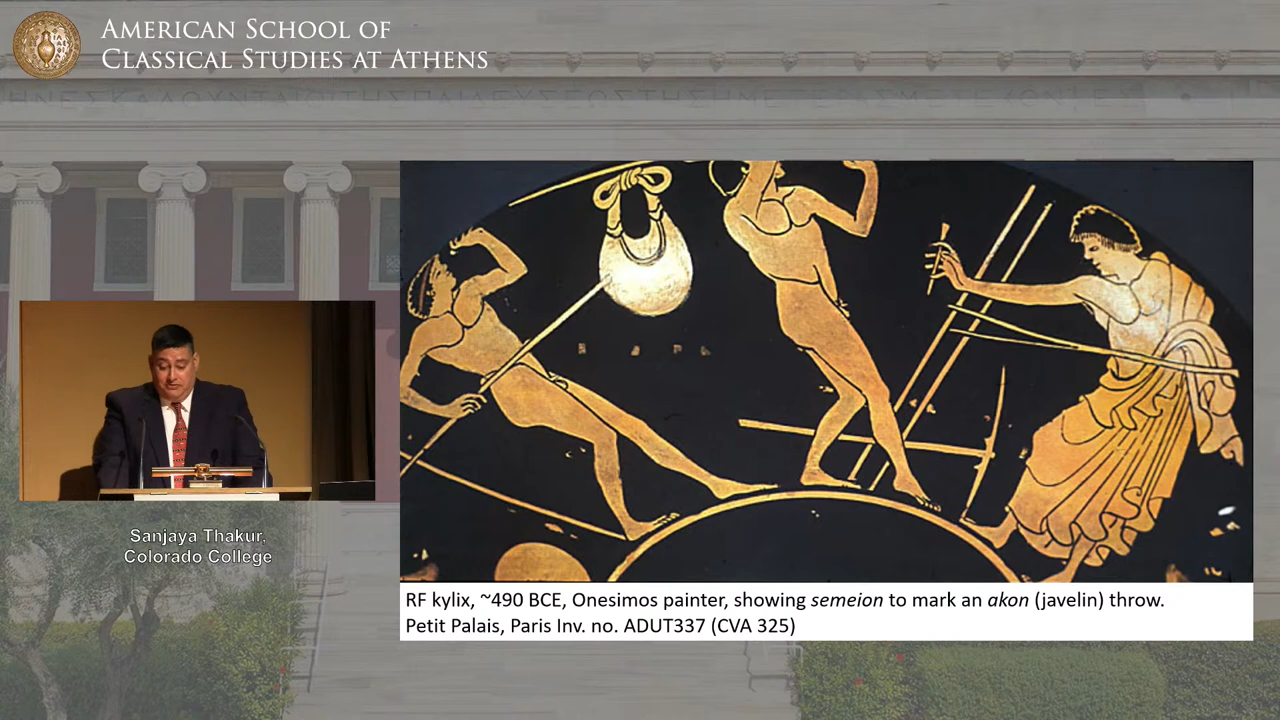 AMERICAN SCHOOL OF
CLASSICAL STUDIES AT ATHENS
Sanjaya Thakur,
Colorado College
RF kylix, ~490 BCE, Onesimos painter, showing semeion to mark an akon (javelin) throw.
Petit Palais, Paris Inv. no. ADUT337 (CVA 325)